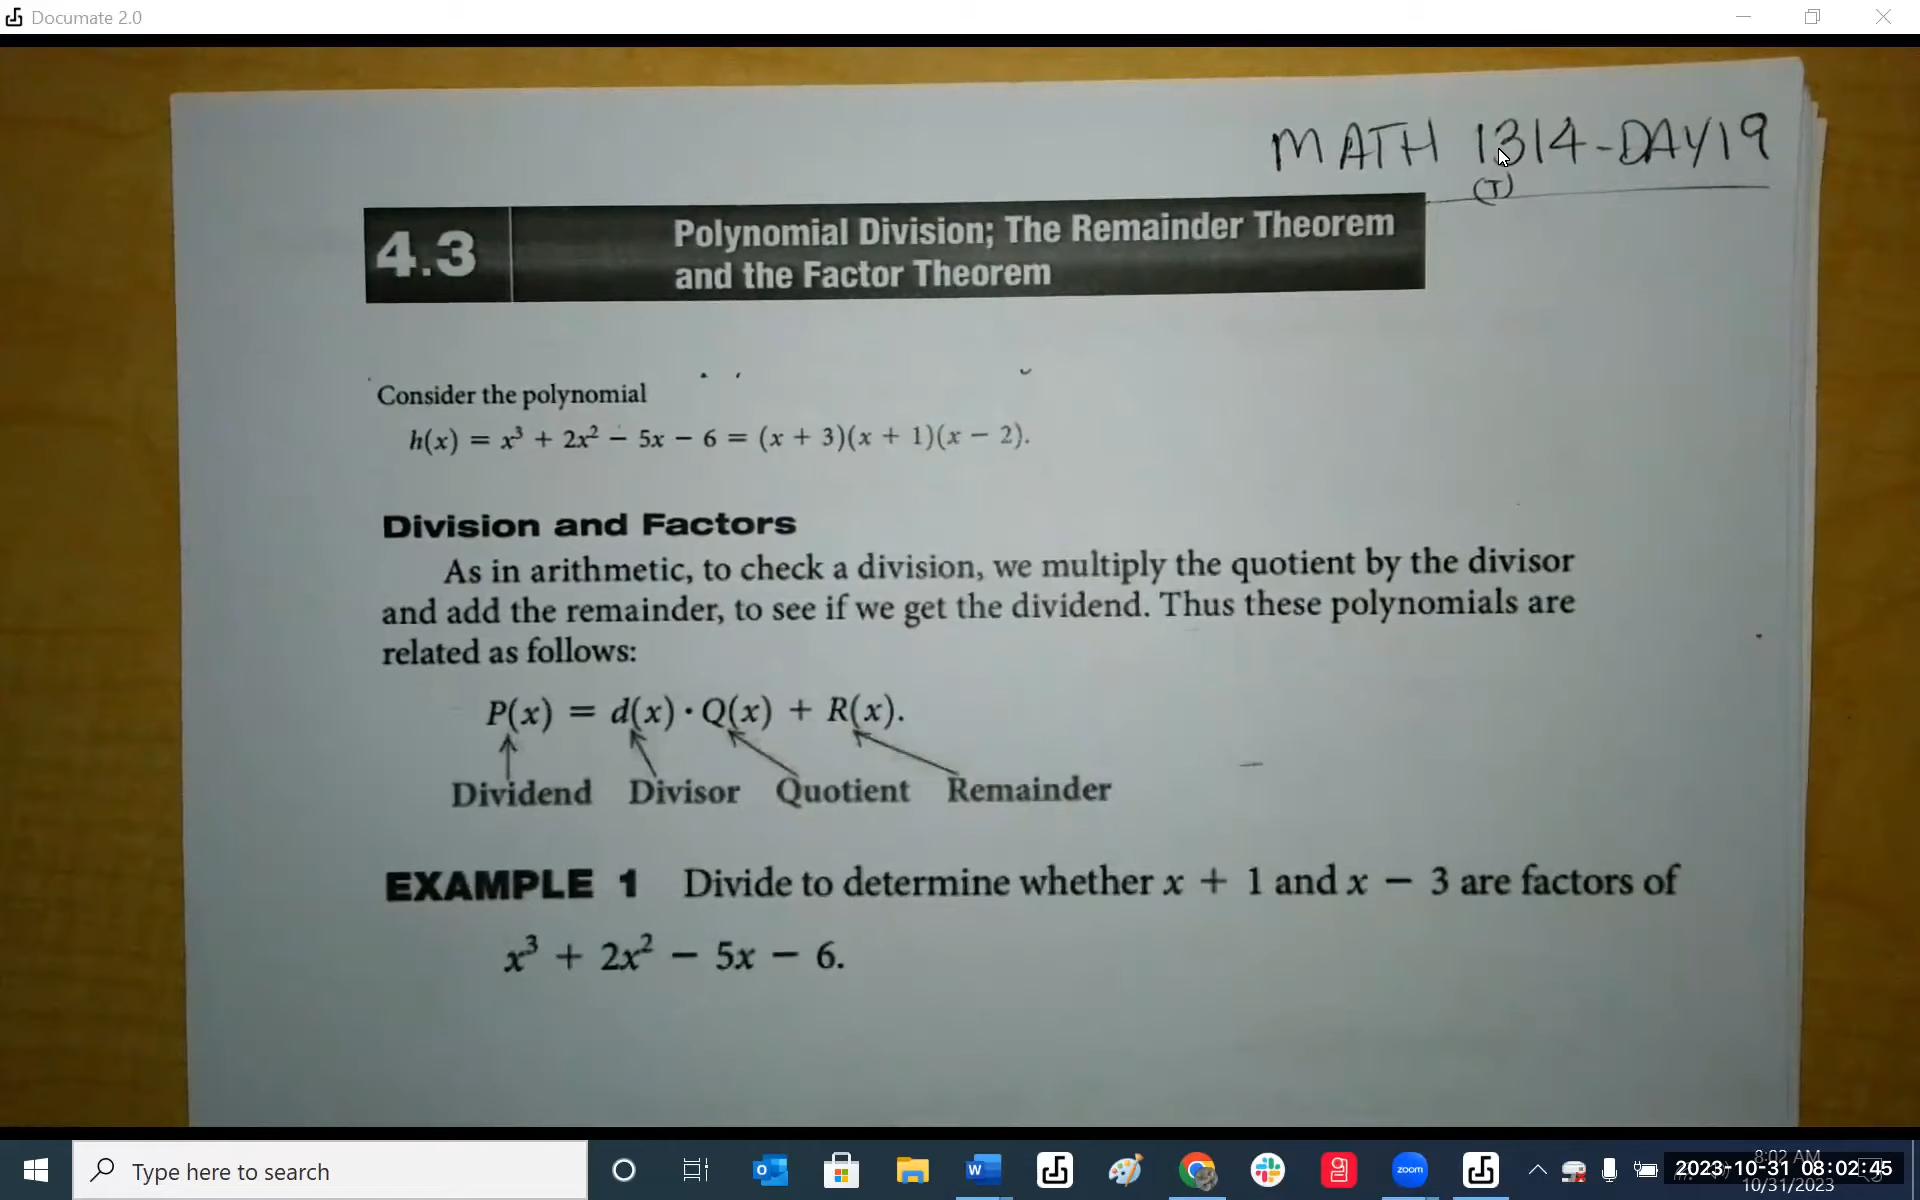 Documate 2.0
MATH 1314-DAY19
(T)
4.3
Polynomial Division; The Remainder Theorem
and the Factor Theorem
Consider the polynomial
h(x) = x³ + 2x² − 5x − 6 = (x + 3)(x + 1)(x − 2).
Division and Factors
As in arithmetic, to check a division, we multiply the quotient by the divisor
and add the remainder, to see if we get the dividend. Thus these polynomials are
related as follows:
P(x) = d(x) · Q(x) + R(x).
Dividend Divisor Quotient Remainder
EXAMPLE 1 Divide to determine whether x + 1 and x − 3 are factors of
x³ + 2x² − 5x − 6.
Type here to search
zoom
8:02 AM
2023-10-31 08:02:45
10/31/2023